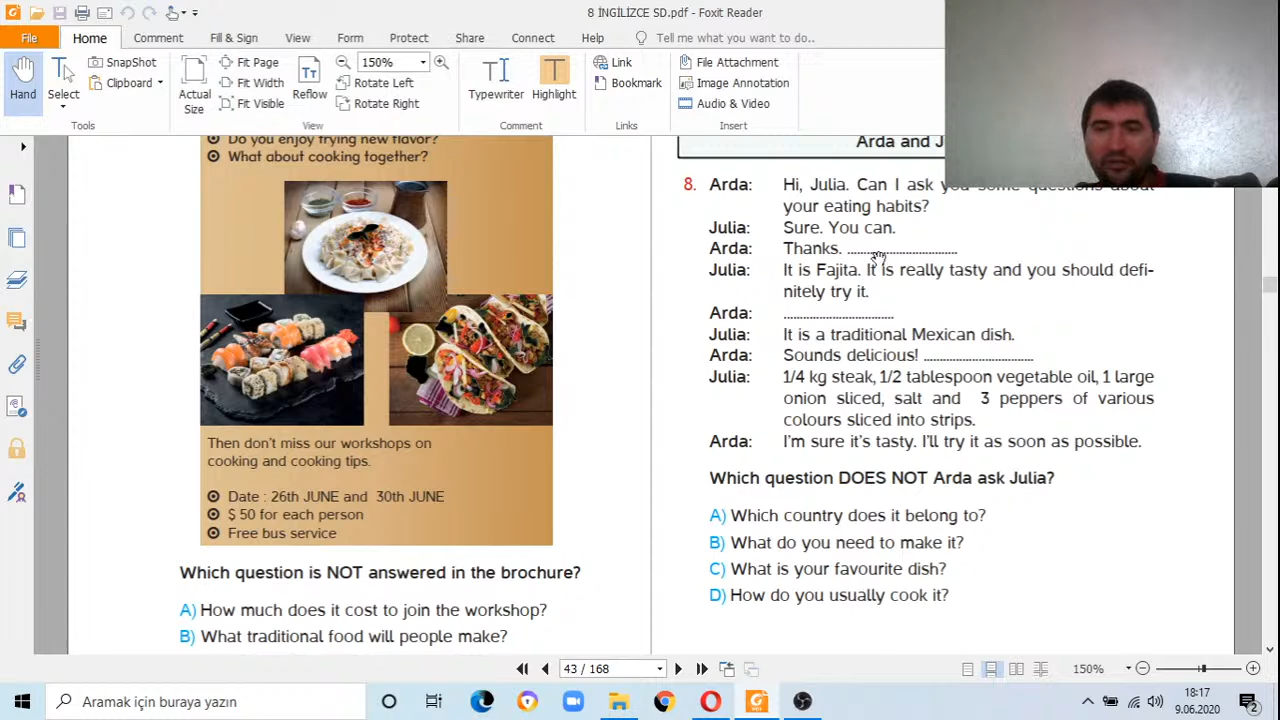 8 İNGİLİZCE SD.pdf - Foxit Reader
File Home Comment Fill & Sign View Form Protect Share Connect Help Tell me what you want to do..
Hand
Select
SnapShot
Clipboard
Tools
Actual Size
Fit Page
Fit Width
Fit Visible
Reflow
150%
Rotate Left
Rotate Right
View
Typewriter
Highlight
Comment
Link
Bookmark
Links
File Attachment
Image Annotation
Audio & Video
Insert
Do you enjoy trying new flavor?
What about cooking together?
Then don't miss our workshops on
cooking and cooking tips.
Date : 26th JUNE and 30th JUNE
$ 50 for each person
Free bus service
Which question is NOT answered in the brochure?
A) How much does it cost to join the workshop?
B) What traditional food will people make?
Arda and J
8. Arda: Hi, Julia. Can I ask you some questions about
your eating habits?
Julia: Sure. You can.
Arda: Thanks. ..................................
Julia: It is Fajita. It is really tasty and you should defi-
nitely try it.
Arda: ..................................
Julia: It is a traditional Mexican dish.
Arda: Sounds delicious! ..................................
Julia: 1/4 kg steak, 1/2 tablespoon vegetable oil, 1 large
onion sliced, salt and 3 peppers of various
colours sliced into strips.
Arda: I'm sure it's tasty. I'll try it as soon as possible.
Which question DOES NOT Arda ask Julia?
A) Which country does it belong to?
B) What do you need to make it?
C) What is your favourite dish?
D) How do you usually cook it?
43 / 168
150%
Aramak için buraya yazın
18:17
9.06.2020
2